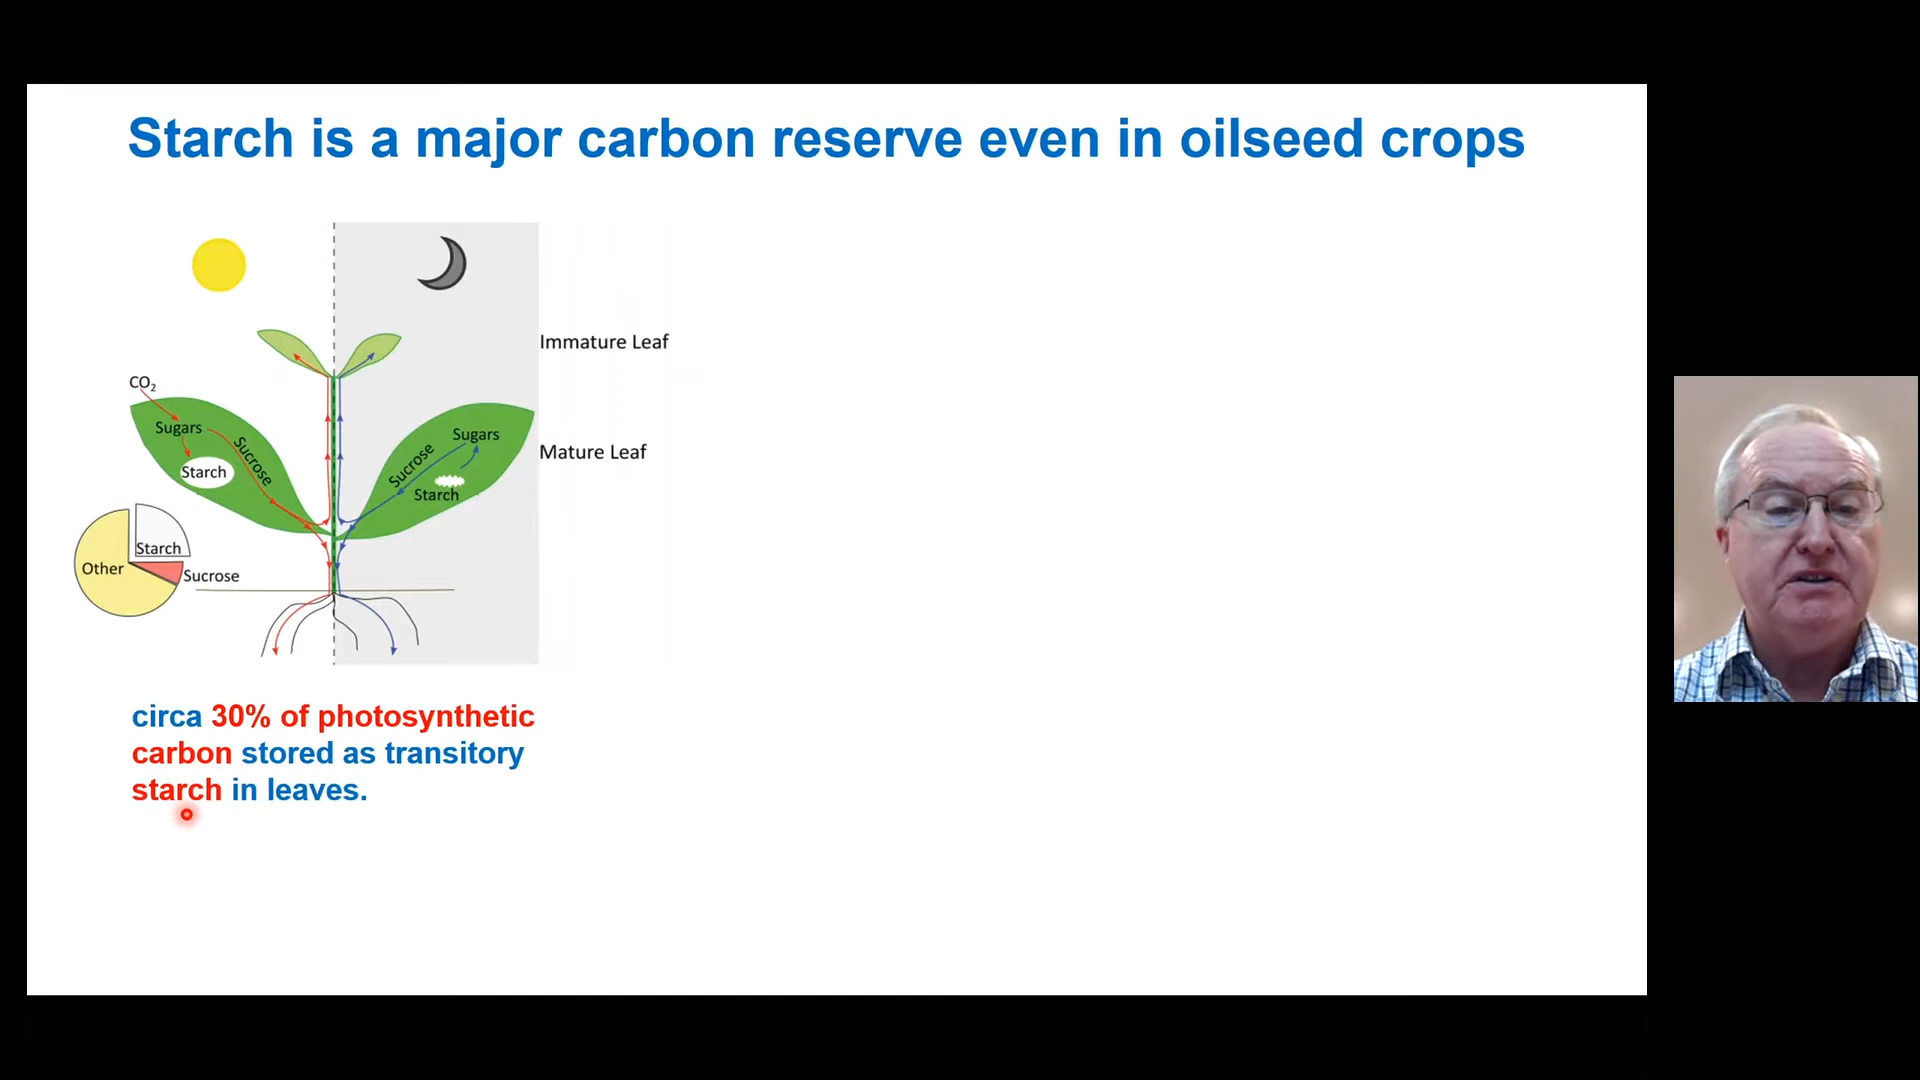 Starch is a major carbon reserve even in oilseed crops
Immature Leaf
CO₂
Sugars
Sucrose
Starch
Sugars
Sucrose
Starch
Mature Leaf
Starch
Other
Sucrose
circa 30% of photosynthetic
carbon stored as transitory
starch in leaves.